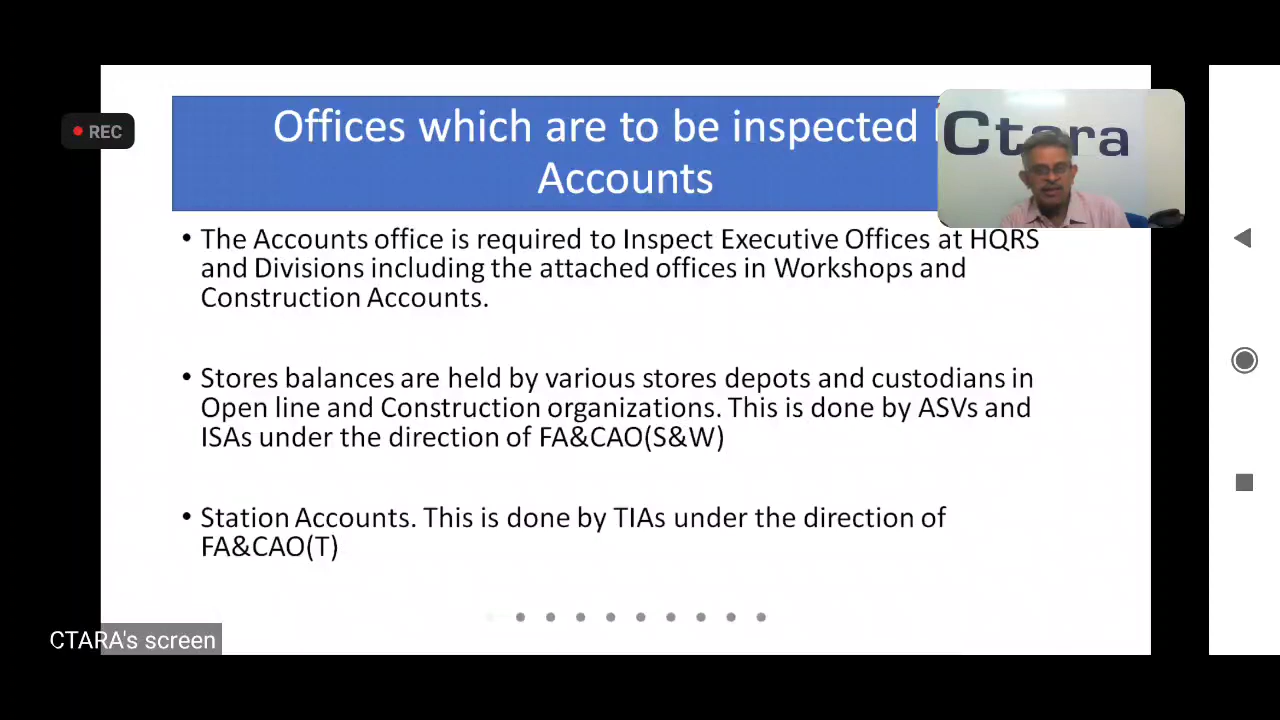 REC
Offices which are to be inspected
Accounts
Ctara
• The Accounts office is required to Inspect Executive Offices at HQRS
and Divisions including the attached offices in Workshops and
Construction Accounts.
• Stores balances are held by various stores depots and custodians in
Open line and Construction organizations. This is done by ASVs and
ISAs under the direction of FA&CAO(S&W)
• Station Accounts. This is done by TIAs under the direction of
FA&CAO(T)
CTARA's screen